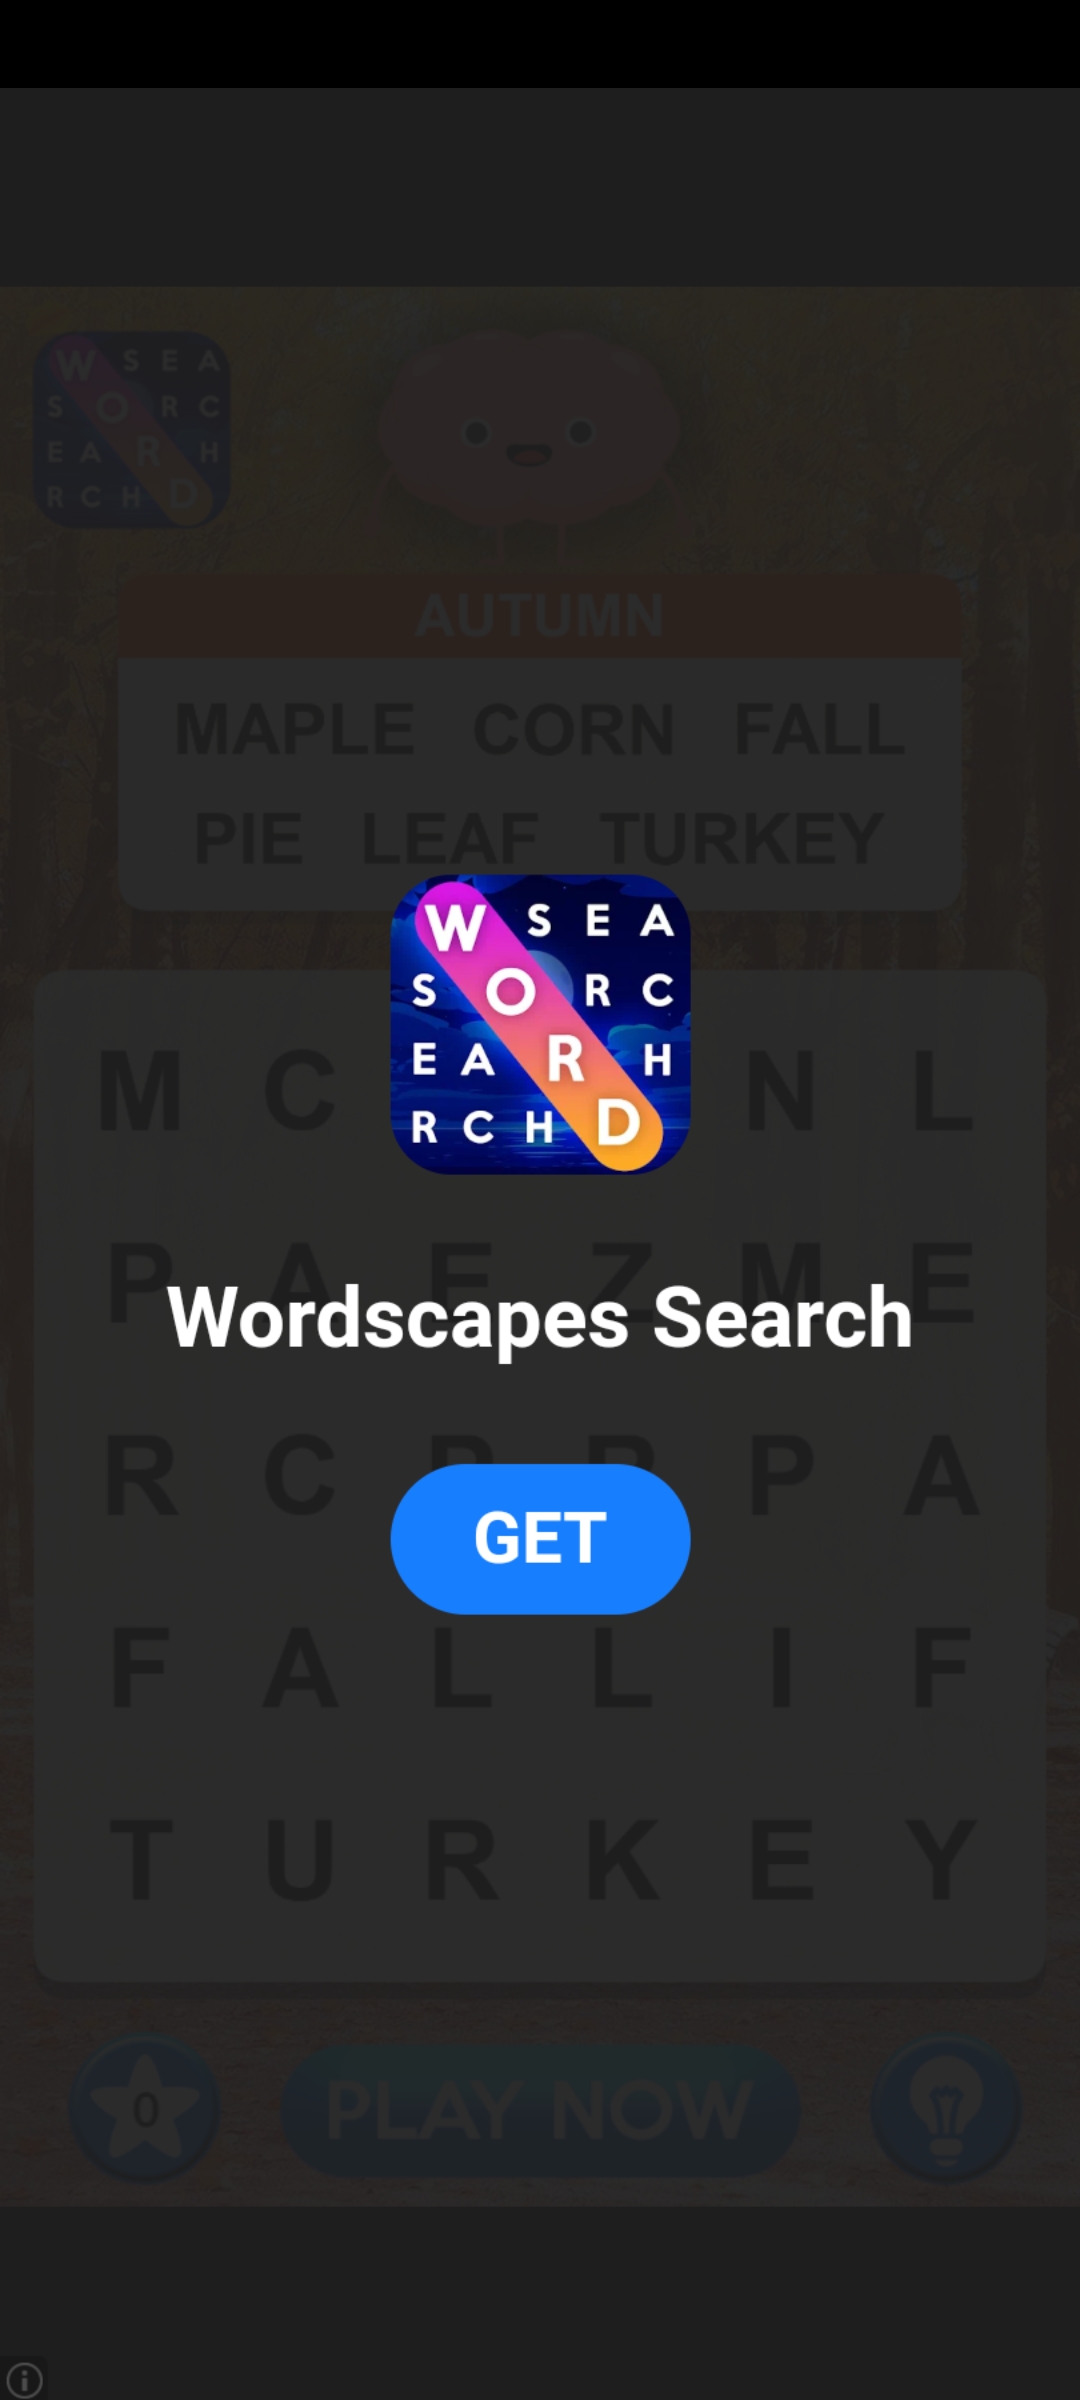 W S E A
S O R C
E A R H
R C H D
AUTUMN
MAPLE CORN FALL
PIE LEAF TURKEY
W S E A
S O R C
E A R H
R C H D
M C N L
P A E Z M E
Wordscapes Search
R C R R P A
GET
F A L L I F
T U R K E Y
0
PLAY NOW